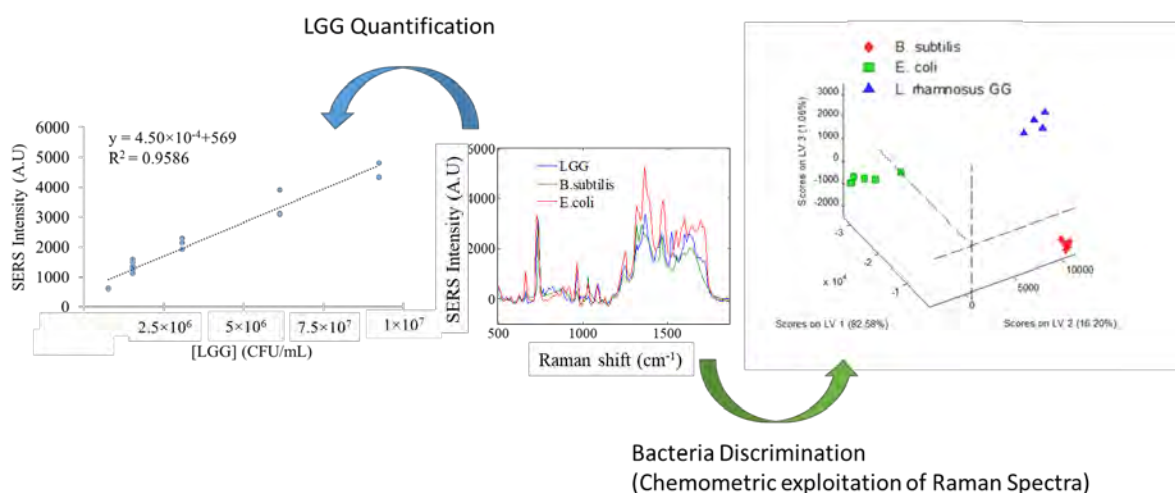 LGG Quantification
y = 4.50×10⁻⁴+569
R² = 0.9586
SERS Intensity (A.U)
6000
5000
4000
3000
2000
1000
0
2.5×10⁶
5×10⁶
7.5×10⁷
1×10⁷
[LGG] (CFU/mL)
SERS Intensity (A.U)
6000
4000
2000
0
LGG
B.subtilis
E.coli
500
1000
1500
Raman shift (cm⁻¹)
B. subtilis
E. coli
L. rhamnosus GG
Scores on LV 3 (1.06%)
3000
2000
1000
0
-1000
-2000
-3
-2
-1
x 10⁴
0
5000
10000
Scores on LV 1 (82.58%)
Scores on LV 2 (16.20%)
Bacteria Discrimination
(Chemometric exploitation of Raman Spectra)